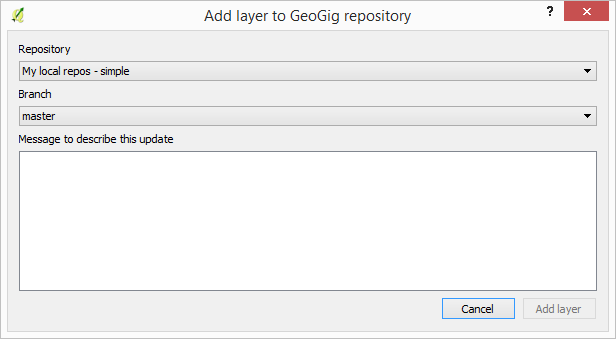 Add layer to GeoGig repository
?
Repository
My local repos - simple
Branch
master
Message to describe this update
Cancel
Add layer